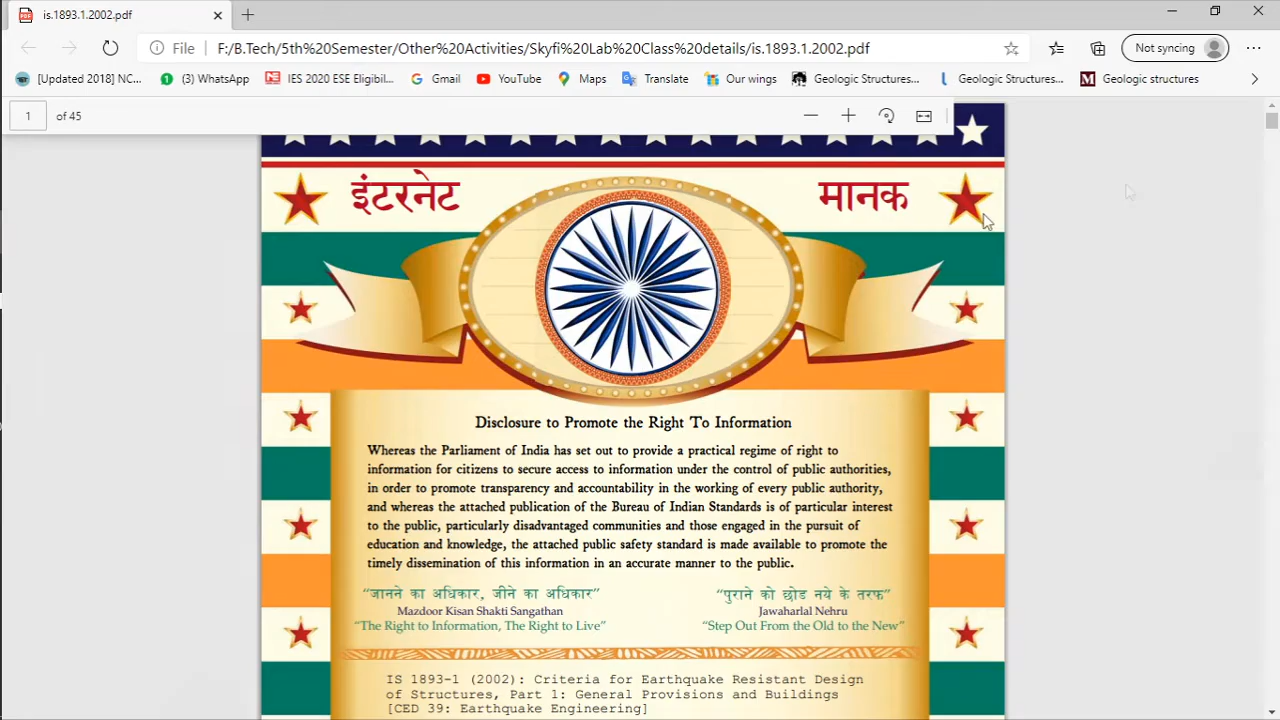 is.1893.1.2002.pdf
File F:/B.Tech/5th%20Semester/Other%20Activities/Skyfi%20Lab%20Class%20details/is.1893.1.2002.pdf Not syncing
[Updated 2018] NC... (3) WhatsApp IES 2020 ESE Eligibil... Gmail YouTube Maps Translate Our wings Geologic Structures... Geologic Structures... Geologic structures
1 of 45
इंटरनेट मानक
Disclosure to Promote the Right To Information
Whereas the Parliament of India has set out to provide a practical regime of right to
information for citizens to secure access to information under the control of public authorities,
in order to promote transparency and accountability in the working of every public authority,
and whereas the attached publication of the Bureau of Indian Standards is of particular interest
to the public, particularly disadvantaged communities and those engaged in the pursuit of
education and knowledge, the attached public safety standard is made available to promote the
timely dissemination of this information in an accurate manner to the public.
“जानने का अधिकार, जीने का अधिकार” “पुराने को छोड नये के तरफ”
Mazdoor Kisan Shakti Sangathan Jawaharlal Nehru
“The Right to Information, The Right to Live” “Step Out From the Old to the New”
IS 1893-1 (2002): Criteria for Earthquake Resistant Design
of Structures, Part 1: General Provisions and Buildings
[CED 39: Earthquake Engineering]